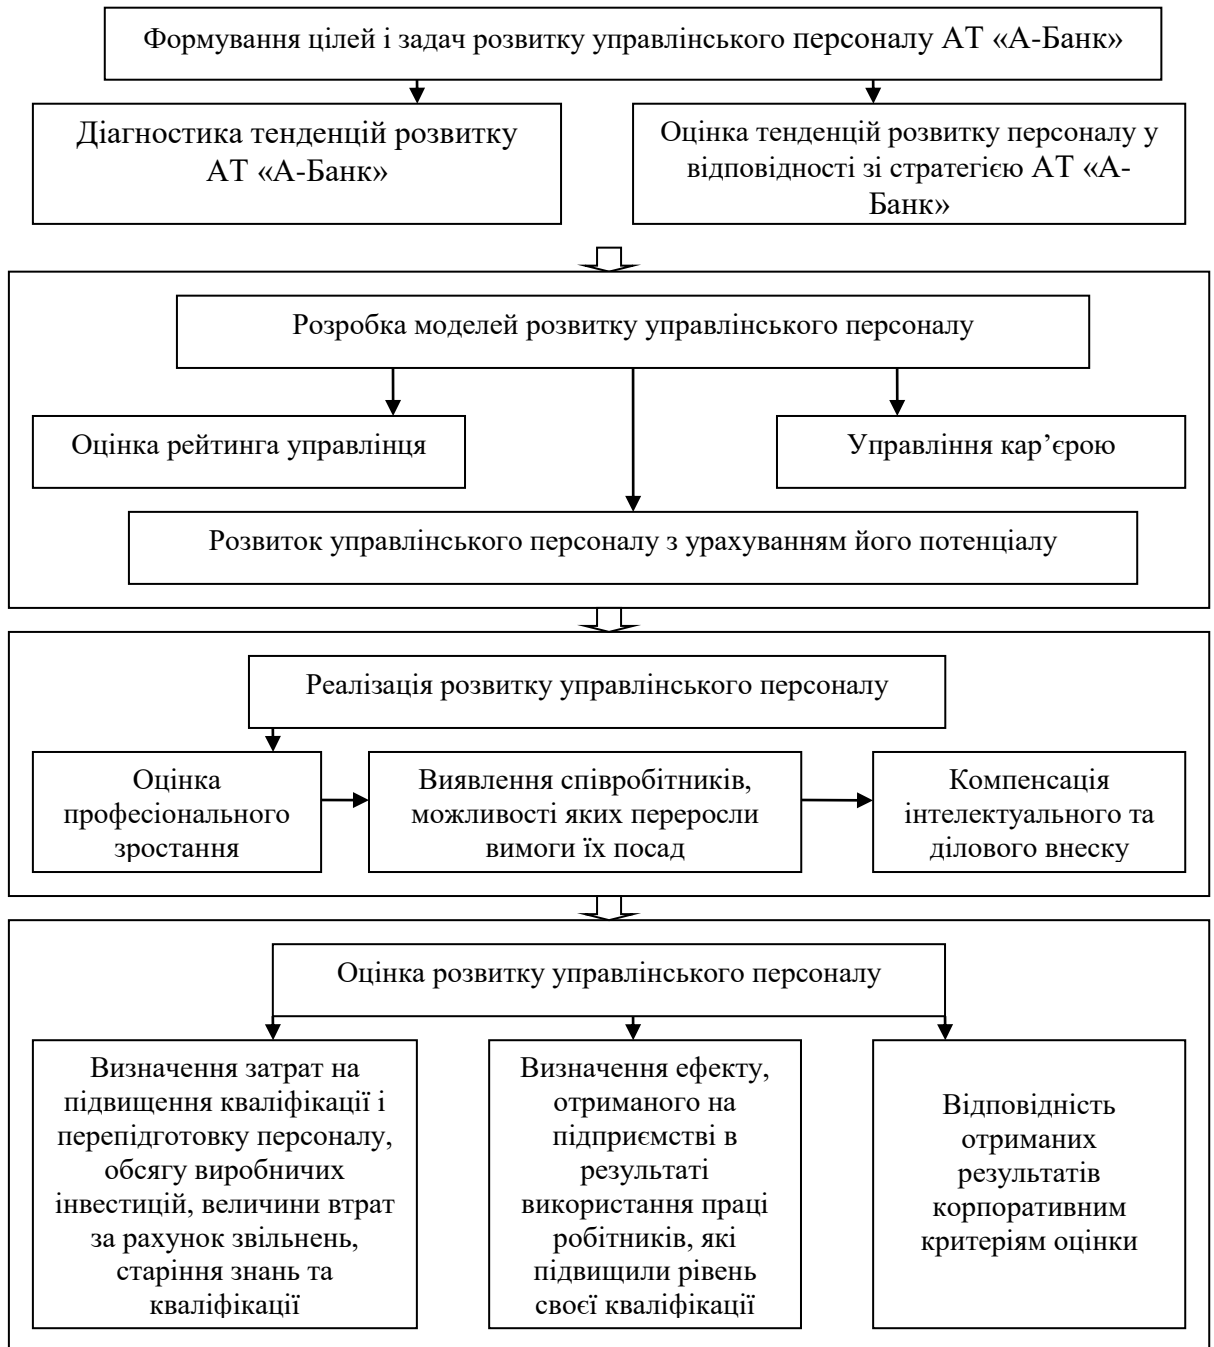 Формування цілей і задач розвитку управлінського персоналу АТ «А-Банк»
Діагностика тенденцій розвитку
АТ «А-Банк»
Оцінка тенденцій розвитку персоналу у
відповідності зі стратегією АТ «А-
Банк»
Розробка моделей розвитку управлінського персоналу
Оцінка рейтинга управлінця
Управління кар’єрою
Розвиток управлінського персоналу з урахуванням його потенціалу
Реалізація розвитку управлінського персоналу
Оцінка
професіонального
зростання
Виявлення співробітників,
можливості яких переросли
вимоги їх посад
Компенсація
інтелектуального та
ділового внеску
Оцінка розвитку управлінського персоналу
Визначення затрат на
підвищення кваліфікації і
перепідготовку персоналу,
обсягу виробничих
інвестицій, величини втрат
за рахунок звільнень,
старіння знань та
кваліфікації
Визначення ефекту,
отриманого на
підприємстві в
результаті
використання праці
робітників, які
підвищили рівень
своєї кваліфікації
Відповідність
отриманих
результатів
корпоративним
критеріям оцінки